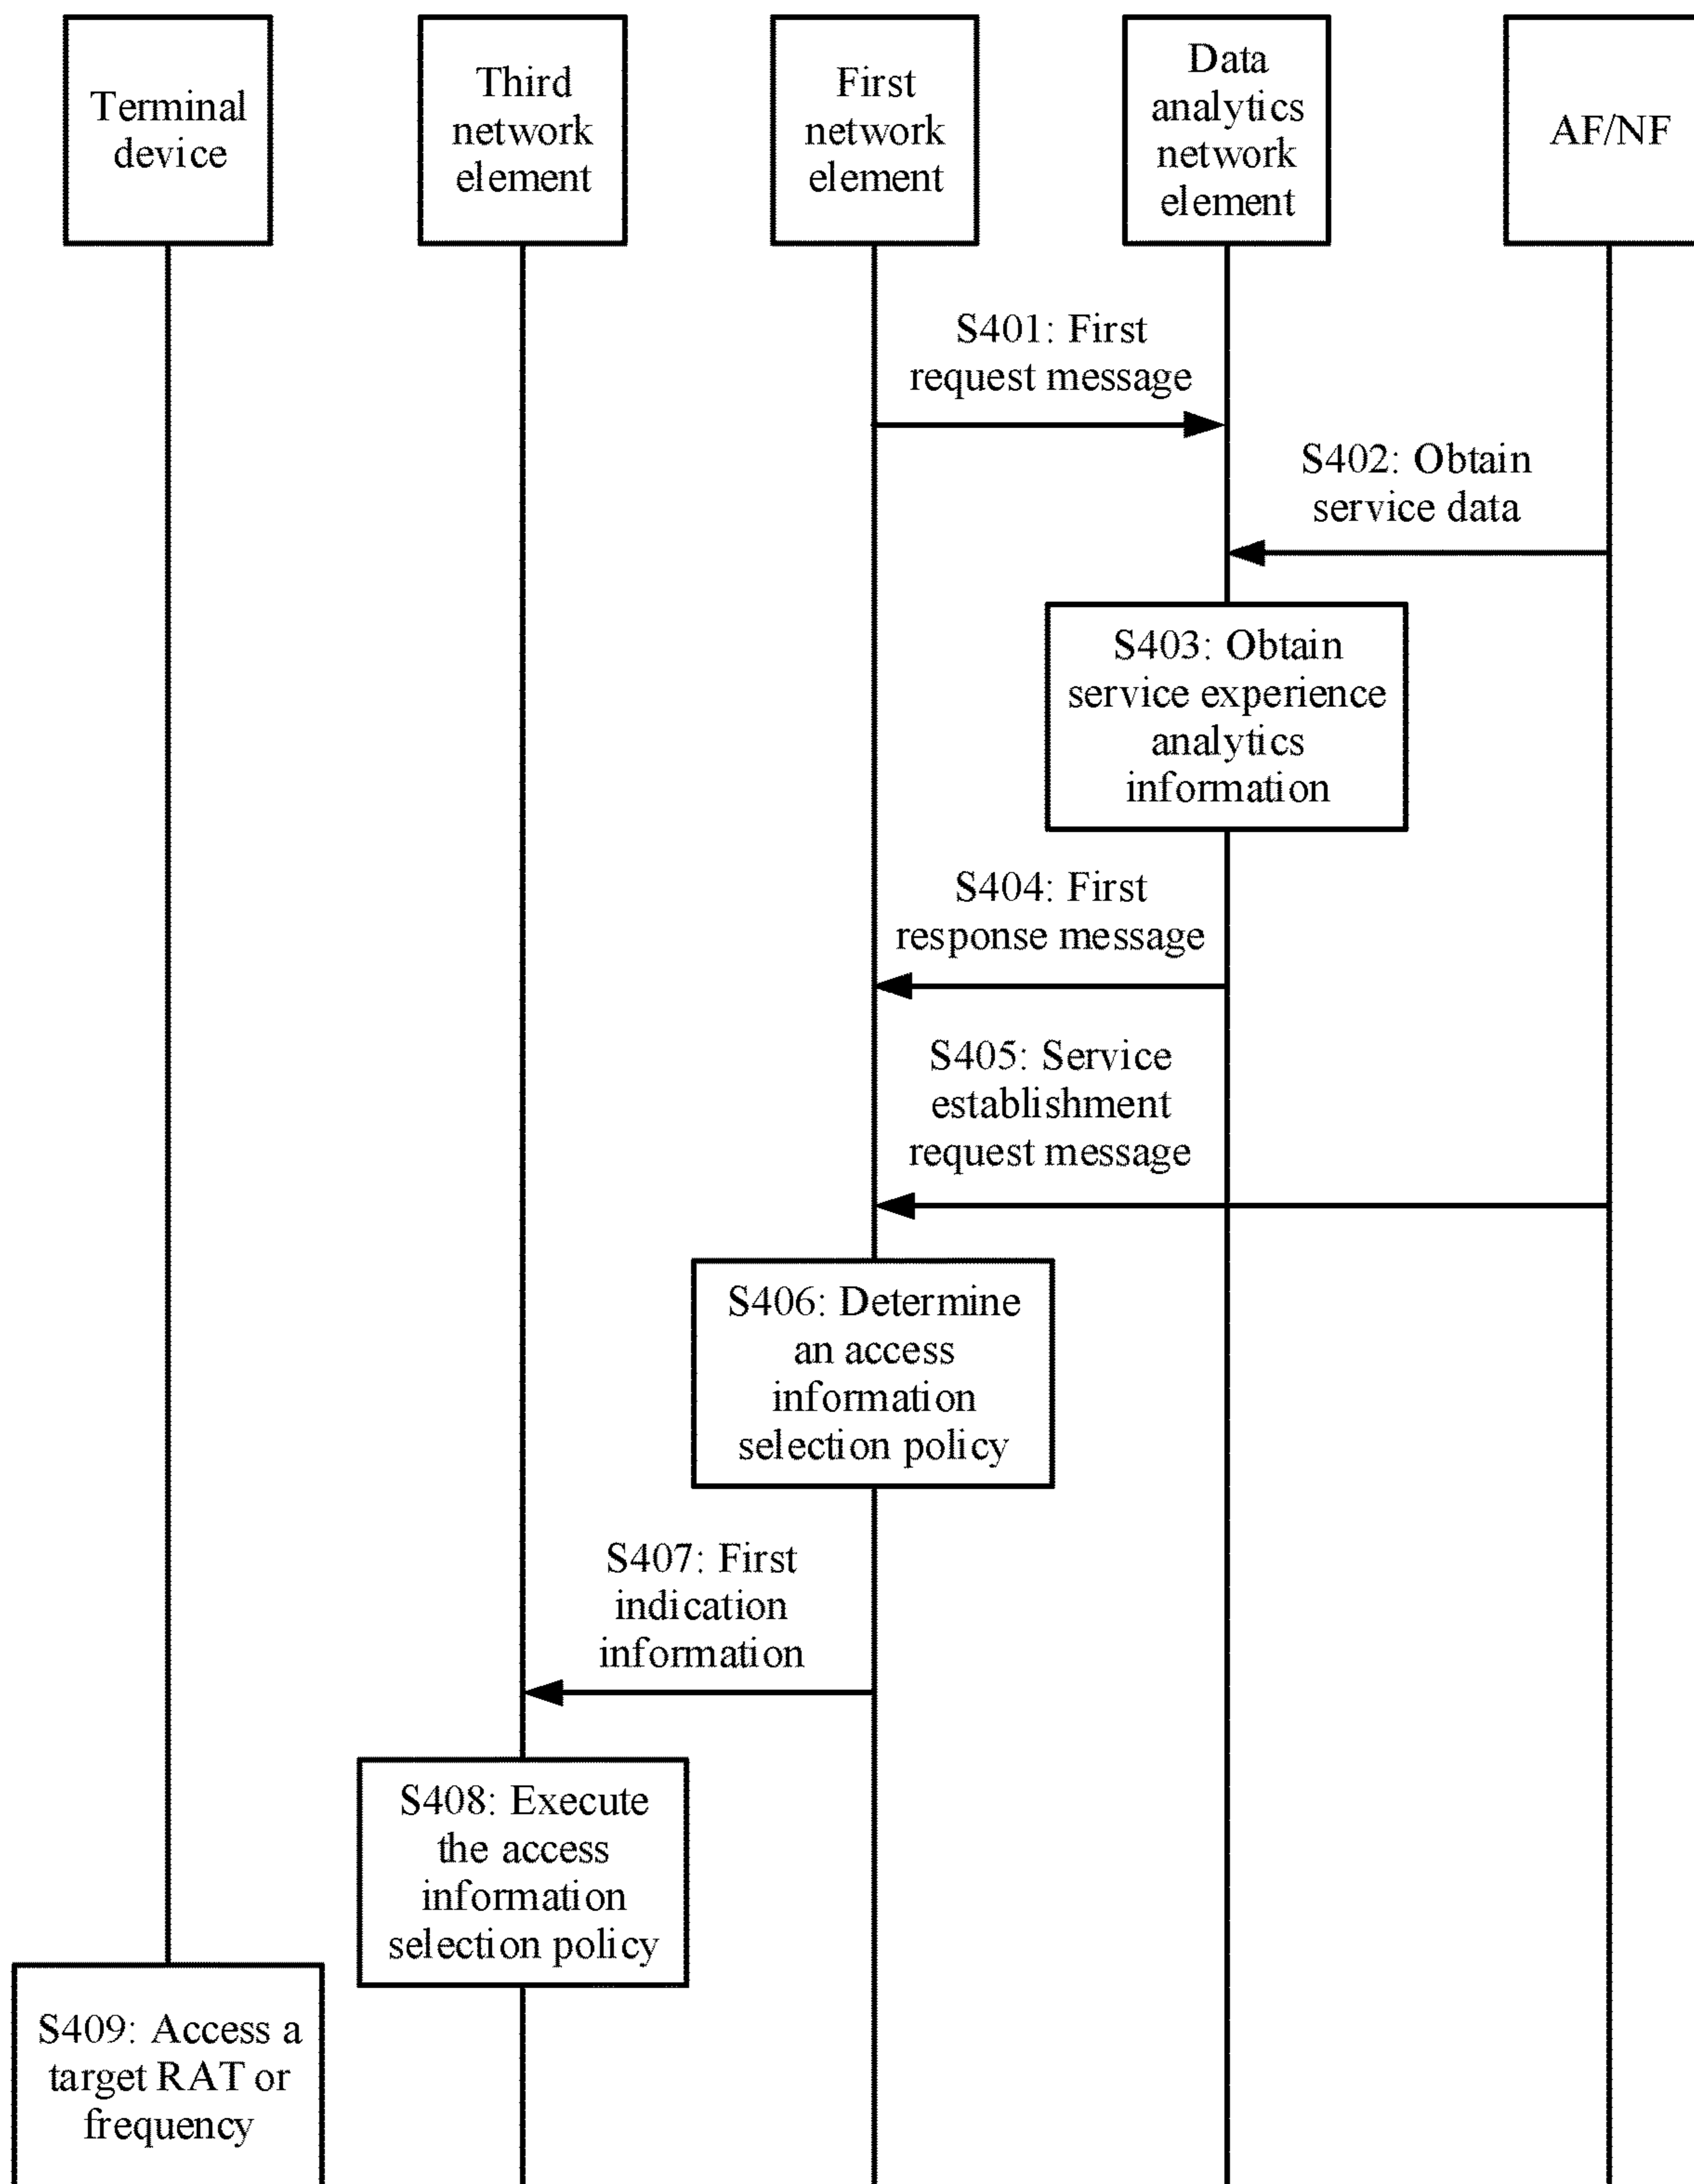 Terminal
device
Third
network
element
First
network
element
Data
analytics
network
element
AF/NF
S401: First
request message
S402: Obtain
service data
S403: Obtain
service experience
analytics
information
S404: First
response message
S405: Service
establishment
request message
S406: Determine
an access
information
selection policy
S407: First
indication
information
S408: Execute
the access
information
selection policy
S409: Access a
target RAT or
frequency